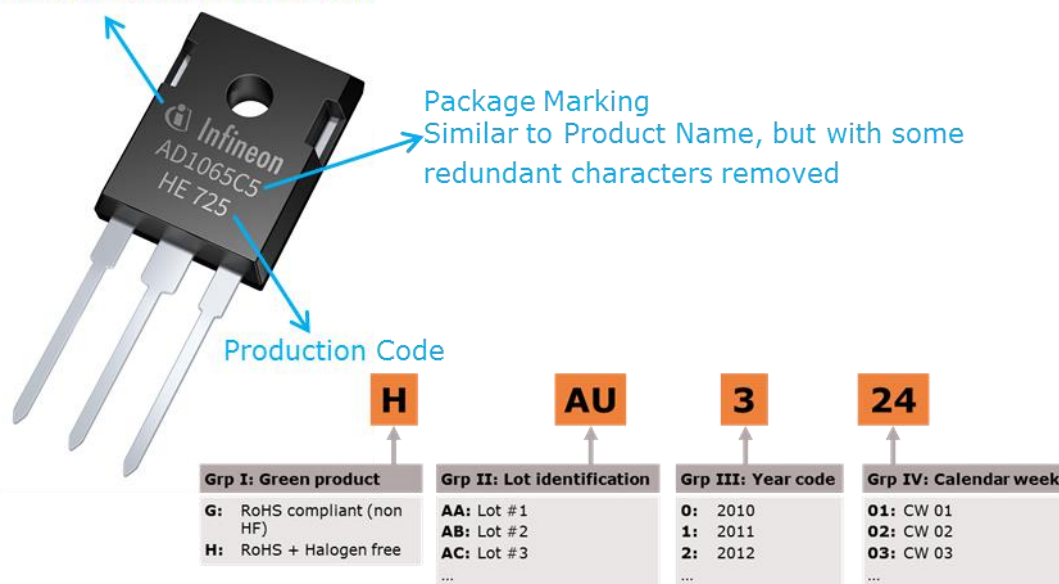 Infineon
AD1065C5
HE 725
Package Marking
Similar to Product Name, but with some
redundant characters removed
Production Code
H AU 3 24
Grp I: Green product
G: RoHS compliant (non
HF)
H: RoHS + Halogen free
Grp II: Lot identification
AA: Lot #1
AB: Lot #2
AC: Lot #3
...
Grp III: Year code
0: 2010
1: 2011
2: 2012
...
Grp IV: Calendar week
01: CW 01
02: CW 02
03: CW 03
...